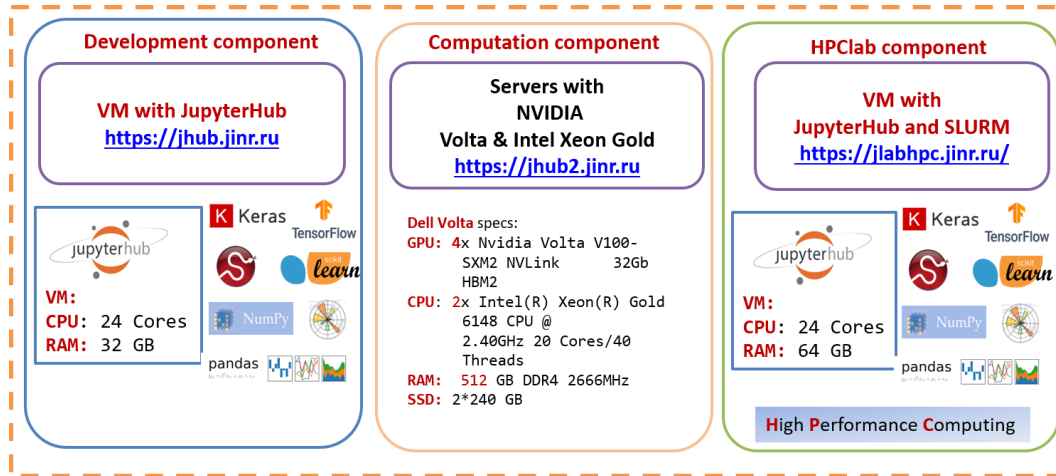 Development component
VM with JupyterHub
https://jhub.jinr.ru
jupyterhub
VM:
CPU: 24 Cores
RAM: 32 GB
K Keras
TensorFlow
S
scikit
learn
NumPy
pandas
Computation component
Servers with
NVIDIA
Volta & Intel Xeon Gold
https://jhub2.jinr.ru
Dell Volta specs:
GPU: 4x Nvidia Volta V100-
SXM2 NVLink 32Gb
HBM2
CPU: 2x Intel(R) Xeon(R) Gold
6148 CPU @
2.40GHz 20 Cores/40
Threads
RAM: 512 GB DDR4 2666MHz
SSD: 2*240 GB
HPClab component
VM with
JupyterHub and SLURM
https://jlabhpc.jinr.ru/
jupyterhub
VM:
CPU: 24 Cores
RAM: 64 GB
K Keras
TensorFlow
S
scikit
learn
NumPy
pandas
High Performance Computing